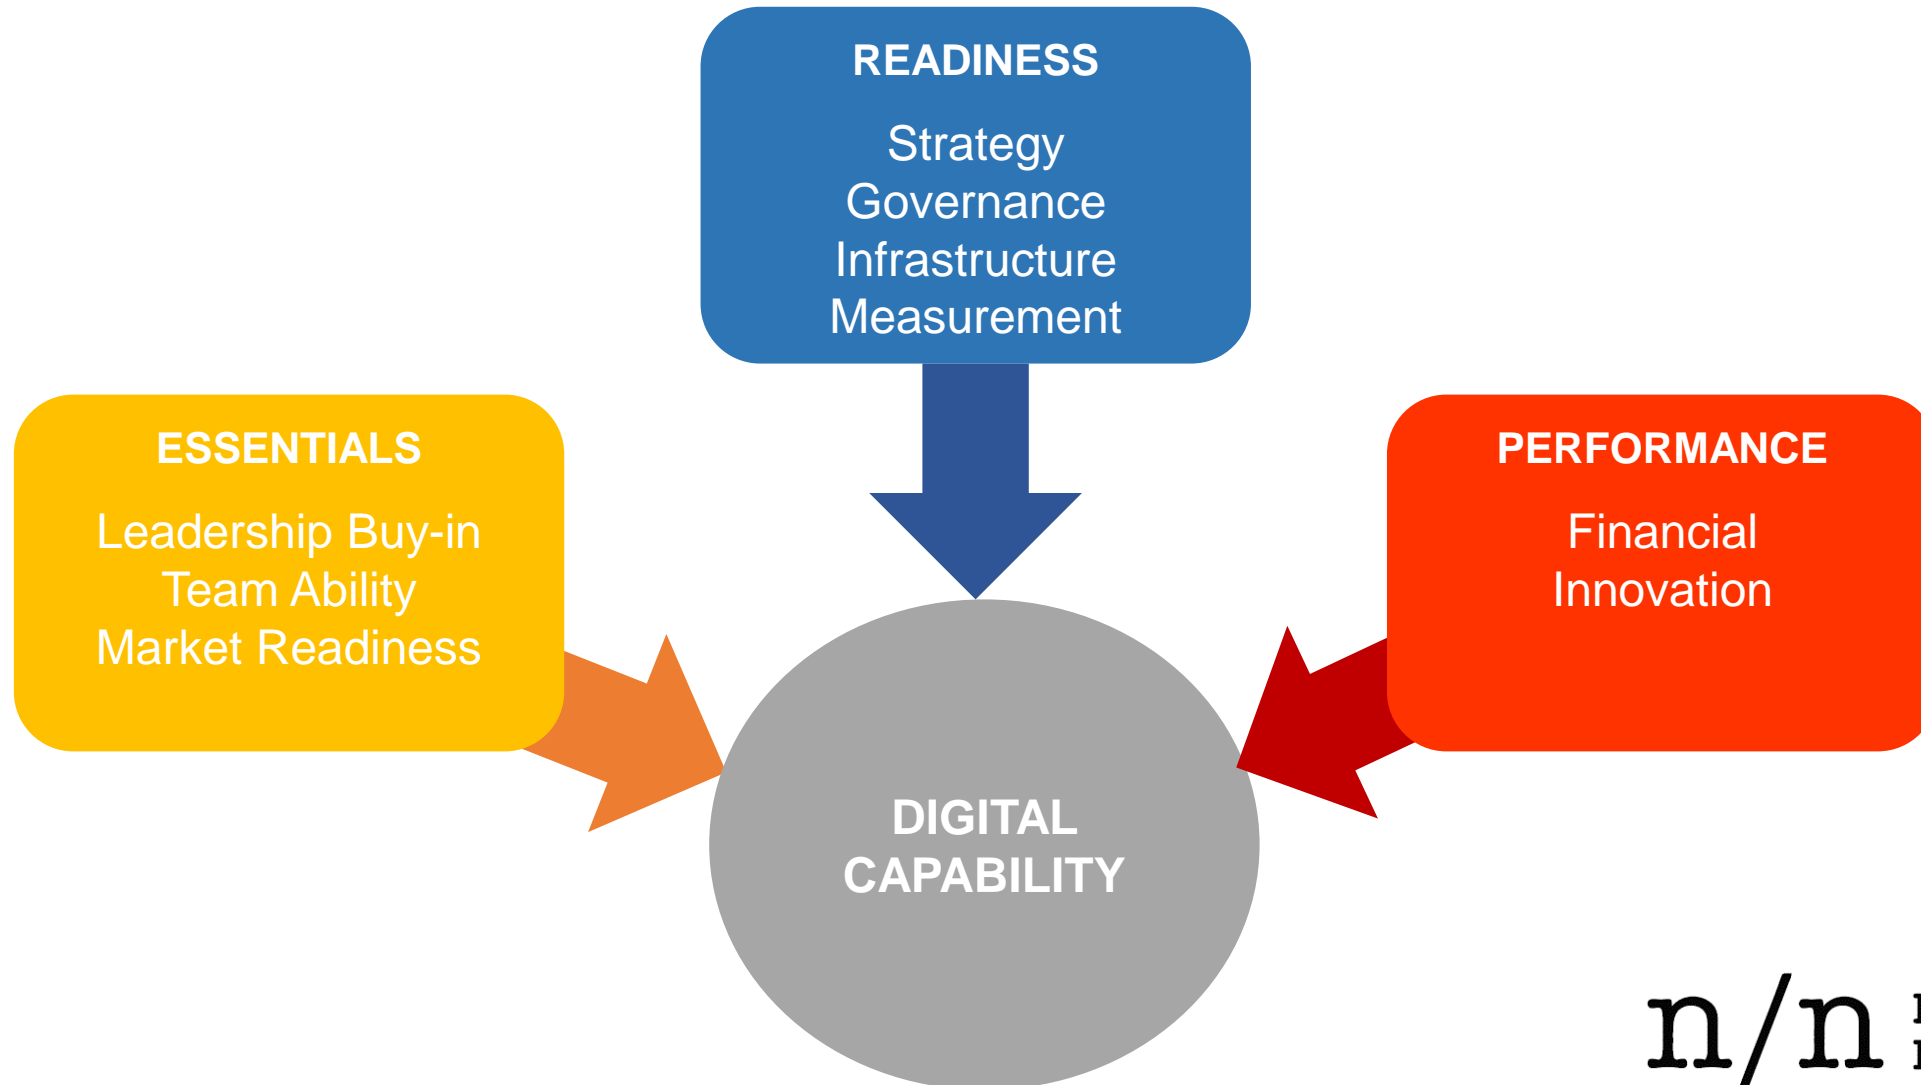 READINESS
Strategy
Governance
Infrastructure
Measurement
ESSENTIALS
Leadership Buy-in
Team Ability
Market Readiness
PERFORMANCE
Financial
Innovation
DIGITAL
CAPABILITY
n/n